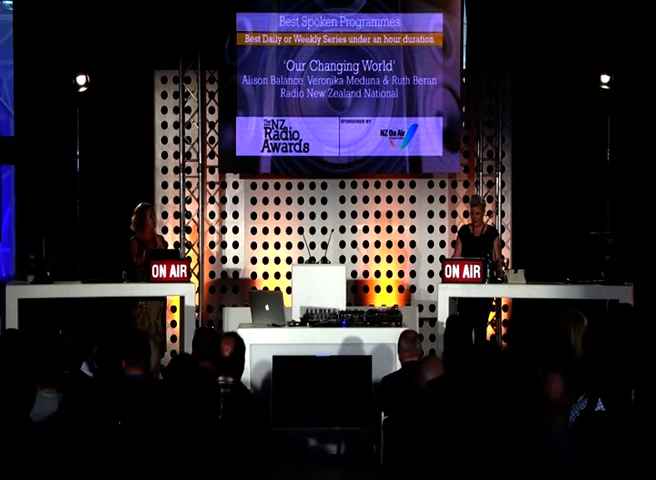 Best Spoken Programmes
Best Daily or Weekly Series under an hour duration
'Our Changing World'
Alison Balance, Veronika Meduna & Ruth Beran
Radio New Zealand National
The NZ Radio Awards
SPONSORED BY
NZ On Air
ON AIR
ON AIR